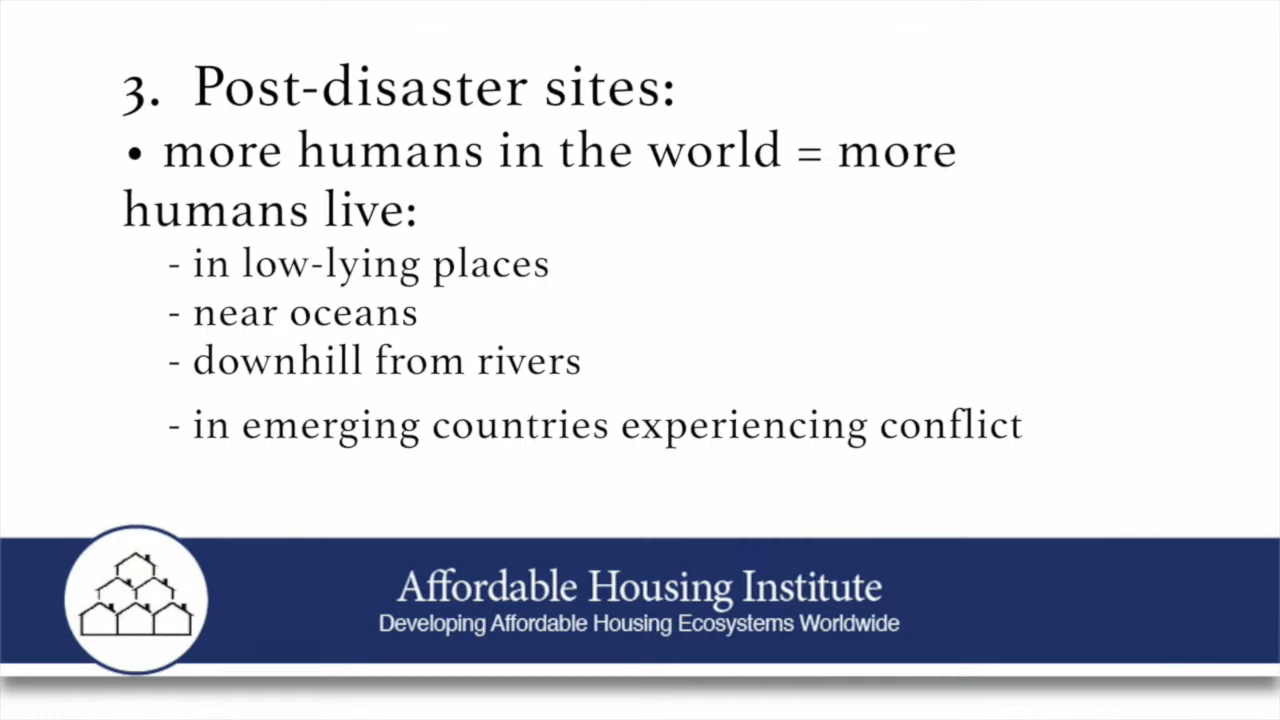 3. Post-disaster sites:
• more humans in the world = more
humans live:
- in low-lying places
- near oceans
- downhill from rivers
- in emerging countries experiencing conflict
Affordable Housing Institute
Developing Affordable Housing Ecosystems Worldwide